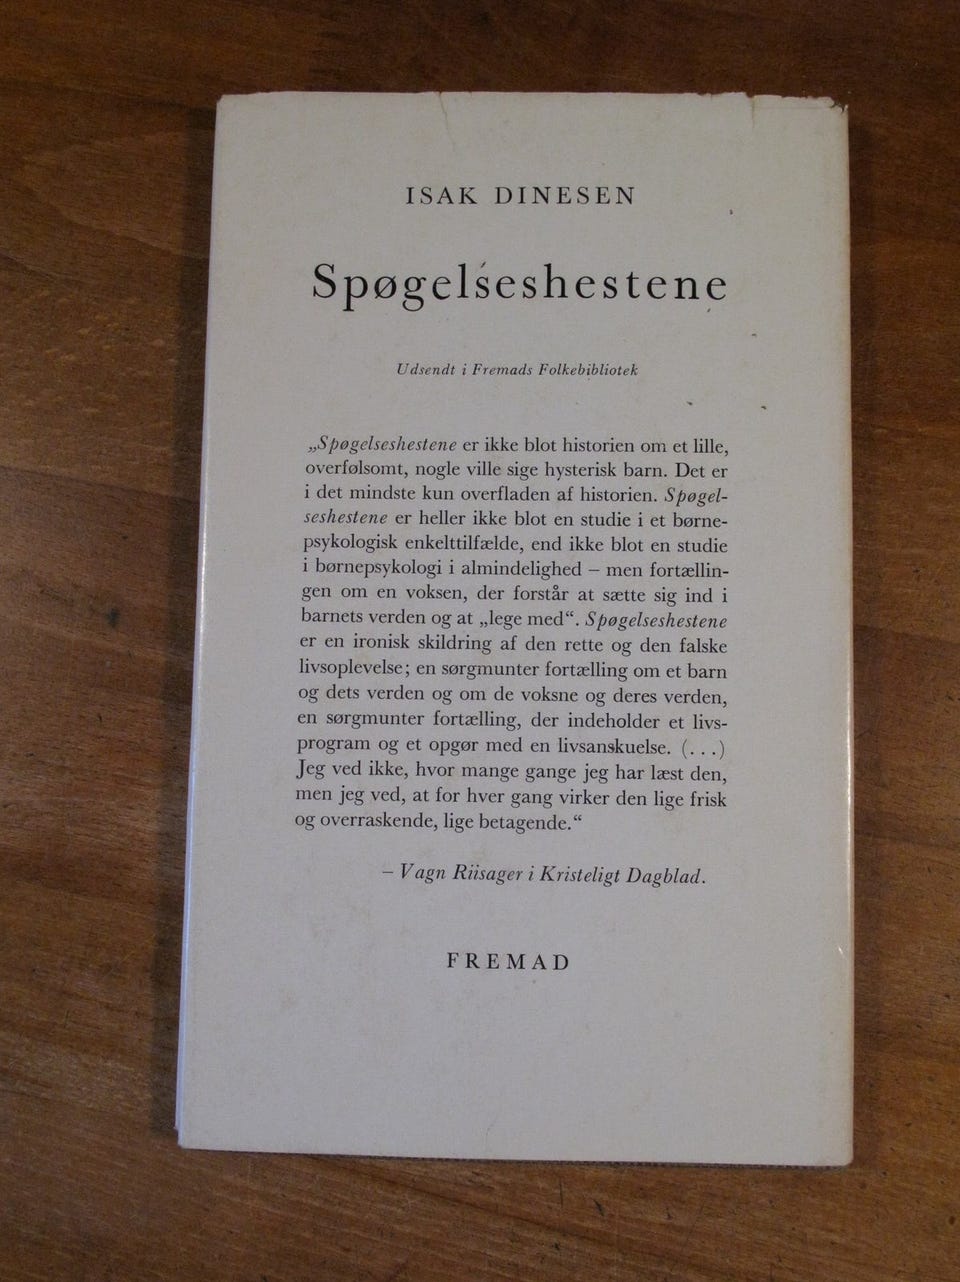 ISAK DINESEN
Spøgelseshestene
Udsendt i Fremads Folkebibliotek
„Spøgelseshestene er ikke blot historien om et lille,
overfølsomt, nogle ville sige hysterisk barn. Det er
i det mindste kun overfladen af historien. Spøgel-
seshestene er heller ikke blot en studie i et børne-
psykologisk enkelttilfælde, end ikke blot en studie
i børnepsykologi i almindelighed – men fortællin-
gen om en voksen, der forstår at sætte sig ind i
barnets verden og at „lege med“. Spøgelseshestene
er en ironisk skildring af den rette og den falske
livsoplevelse; en sørgmunter fortælling om et barn
og dets verden og om de voksne og deres verden,
en sørgmunter fortælling, der indeholder et livs-
program og et opgør med en livsanskuelse. (...)
Jeg ved ikke, hvor mange gange jeg har læst den,
men jeg ved, at for hver gang virker den lige frisk
og overraskende, lige betagende.“
– Vagn Riisager i Kristeligt Dagblad.
FREMAD